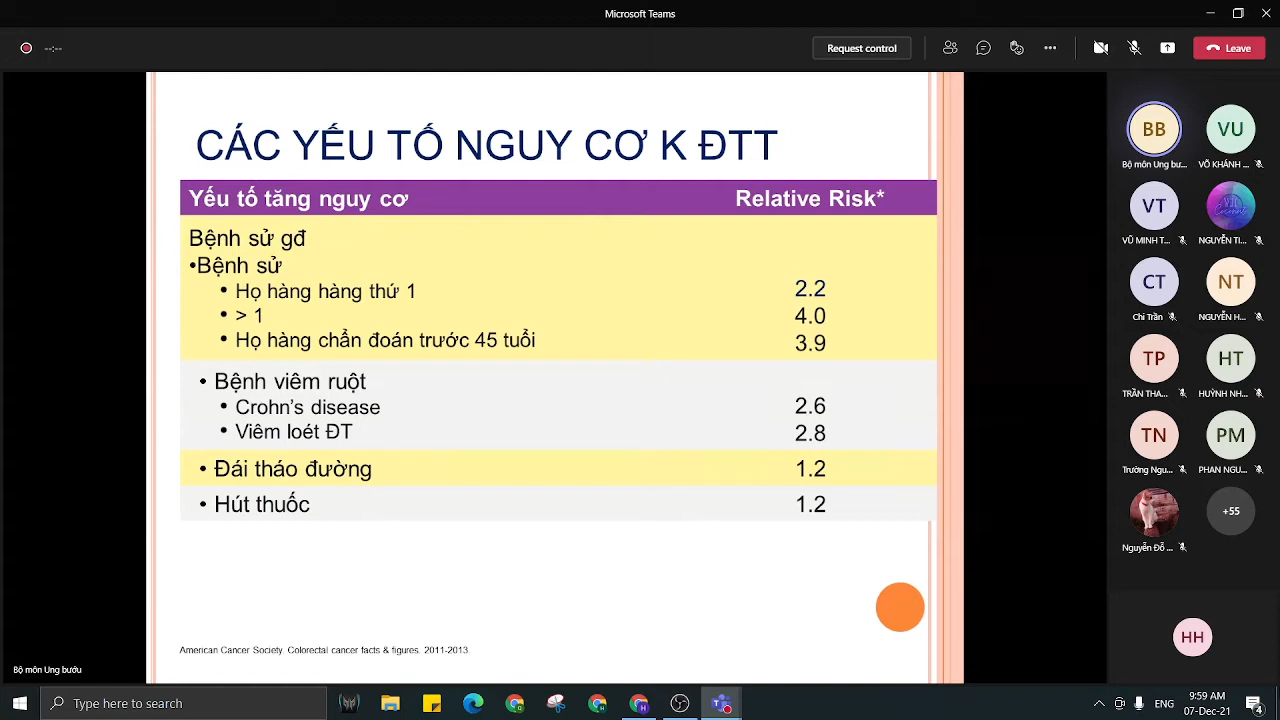 Microsoft Teams
--:--
Request control
Leave
CÁC YẾU TỐ NGUY CƠ K ĐTT
Yếu tố tăng nguy cơ Relative Risk*
Bệnh sử gđ
•Bệnh sử
• Họ hàng hàng thứ 1 2.2
• > 1 4.0
• Họ hàng chẩn đoán trước 45 tuổi 3.9
• Bệnh viêm ruột
• Crohn's disease 2.6
• Viêm loét ĐT 2.8
• Đái tháo đường 1.2
• Hút thuốc 1.2
American Cancer Society. Colorectal cancer facts & figures. 2011-2013
Bộ môn Ung bướu
BB VU
Bộ môn Ung bư... VÕ KHÁNH ...
VT
VŨ MINH T... NGUYỄN T...
CT NT
Chi Trần NGUYỄN H...
TP HT
TRẦN THA... HUỲNH NH...
TN PM
Trương Ngu... PHAN NGU...
+55
Nguyễn Đỗ...
HH
Type here to search
ENG
9:59 AM
07-Dec-21